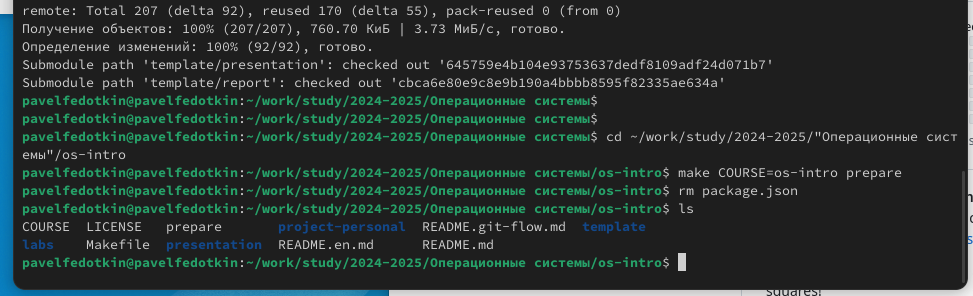 remote: Total 207 (delta 92), reused 170 (delta 55), pack-reused 0 (from 0)
Получение объектов: 100% (207/207), 760.70 КиБ | 3.73 МиБ/с, готово.
Определение изменений: 100% (92/92), готово.
Submodule path 'template/presentation': checked out '645759e4b104e93753637dedf8109adf24d071b7'
Submodule path 'template/report': checked out 'cbca6e80e9c8e9b190a4bbbb8595f82335ae634a'
pavelfedotkin@pavelfedotkin:~/work/study/2024-2025/Операционные системы$
pavelfedotkin@pavelfedotkin:~/work/study/2024-2025/Операционные системы$
pavelfedotkin@pavelfedotkin:~/work/study/2024-2025/Операционные системы$ cd ~/work/study/2024-2025/"Операционные сист
емы"/os-intro
pavelfedotkin@pavelfedotkin:~/work/study/2024-2025/Операционные системы/os-intro$ make COURSE=os-intro prepare
pavelfedotkin@pavelfedotkin:~/work/study/2024-2025/Операционные системы/os-intro$ rm package.json
pavelfedotkin@pavelfedotkin:~/work/study/2024-2025/Операционные системы/os-intro$ ls
COURSE LICENSE prepare project-personal README.git-flow.md template
labs Makefile presentation README.en.md README.md
pavelfedotkin@pavelfedotkin:~/work/study/2024-2025/Операционные системы/os-intro$
squares!